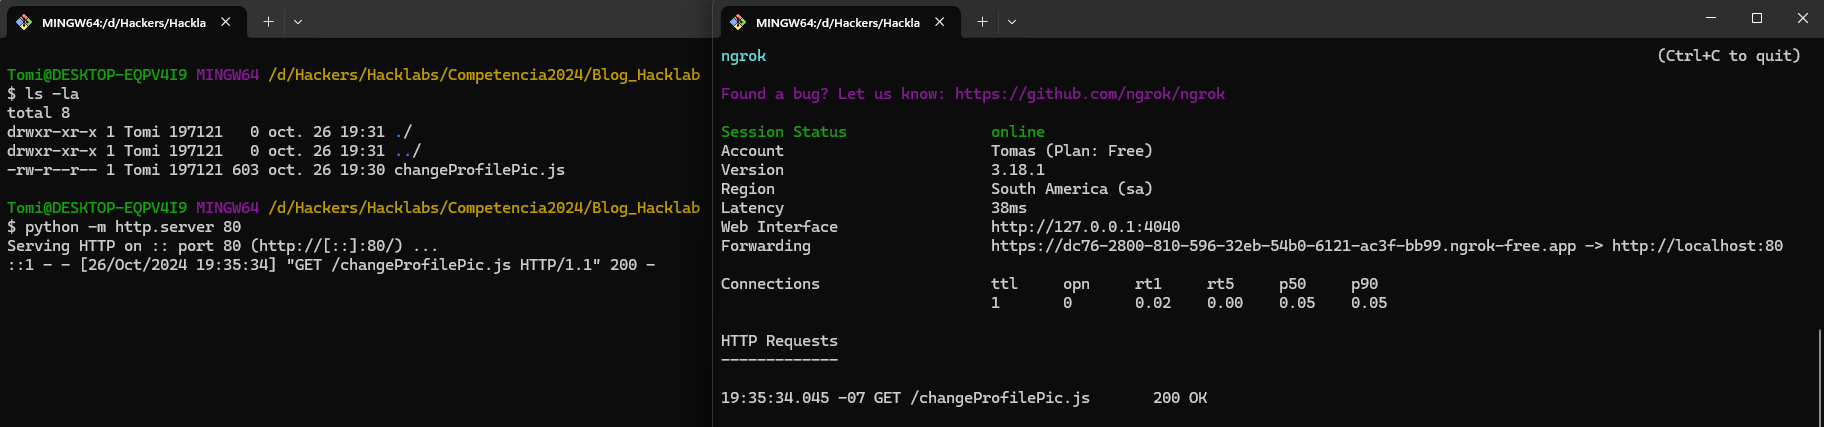 MINGW64:/d/Hackers/Hackla
Tomi@DESKTOP-EQPV4I9 MINGW64 /d/Hackers/Hacklabs/Competencia2024/Blog_Hacklab
$ ls -la
total 8
drwxr-xr-x 1 Tomi 197121   0 oct. 26 19:31 ./
drwxr-xr-x 1 Tomi 197121   0 oct. 26 19:31 ../
-rw-r--r-- 1 Tomi 197121 603 oct. 26 19:30 changeProfilePic.js
Tomi@DESKTOP-EQPV4I9 MINGW64 /d/Hackers/Hacklabs/Competencia2024/Blog_Hacklab
$ python -m http.server 80
Serving HTTP on :: port 80 (http://[::]:80/) ...
::1 - - [26/Oct/2024 19:35:34] "GET /changeProfilePic.js HTTP/1.1" 200 -
MINGW64:/d/Hackers/Hackla
ngrok (Ctrl+C to quit)
Found a bug? Let us know: https://github.com/ngrok/ngrok
Session Status online
Account Tomas (Plan: Free)
Version 3.18.1
Region South America (sa)
Latency 38ms
Web Interface http://127.0.0.1:4040
Forwarding https://dc76-2800-810-596-32eb-54b0-6121-ac3f-bb99.ngrok-free.app -> http://localhost:80
Connections ttl opn rt1 rt5 p50 p90
1 0 0.02 0.00 0.05 0.05
HTTP Requests
-------------
19:35:34.045 -07 GET /changeProfilePic.js 200 OK